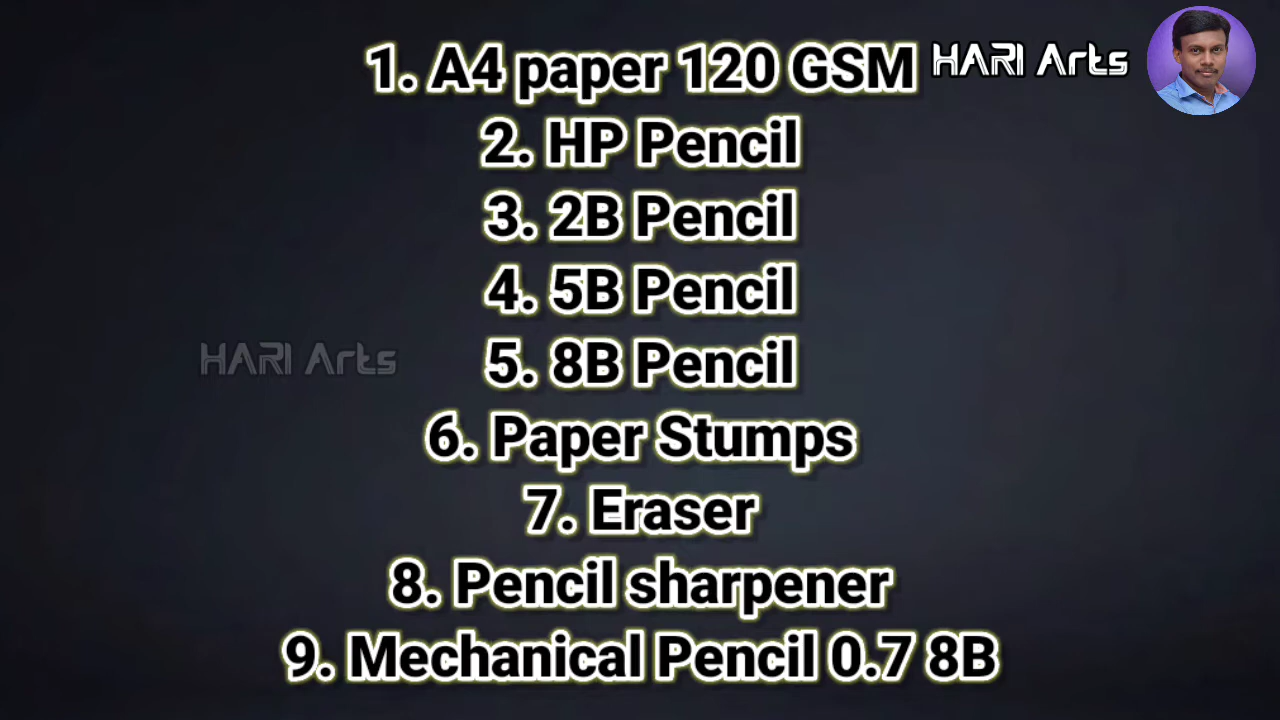 1. A4 paper 120 GSM
HARI Arts
2. HP Pencil
3. 2B Pencil
4. 5B Pencil
5. 8B Pencil
HARI Arts
6. Paper Stumps
7. Eraser
8. Pencil sharpener
9. Mechanical Pencil 0.7 8B